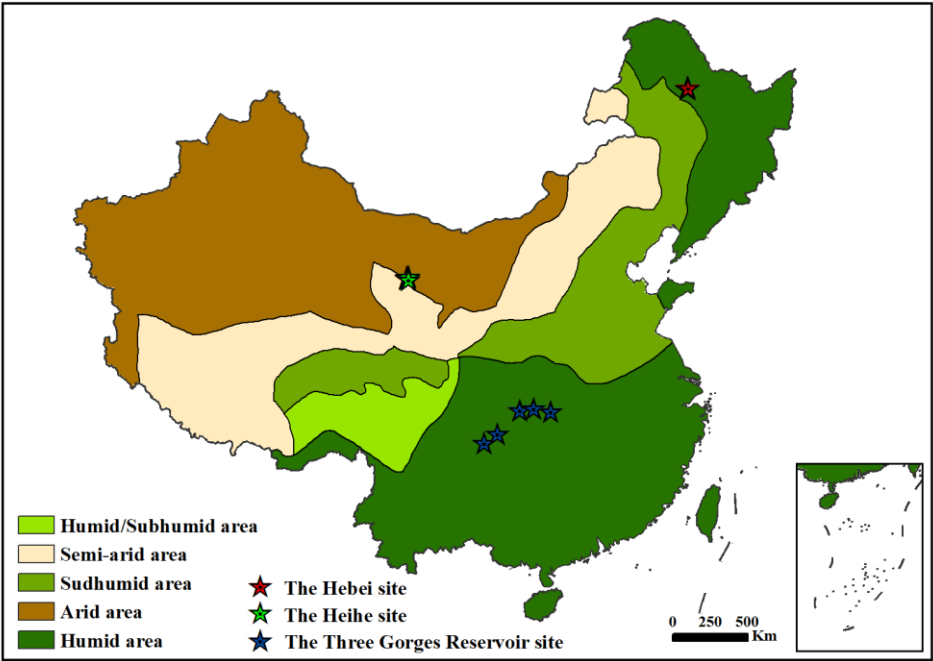 Humid/Subhumid area
Semi-arid area
Sudhumid area
Arid area
Humid area
The Hebei site
The Heihe site
The Three Gorges Reservoir site
0 250 500
Km